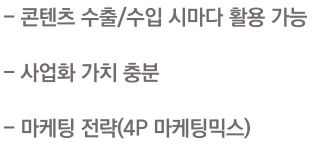 - 콘텐츠 수출/수입 시마다 활용 가능
- 사업화 가치 충분
- 마케팅 전략(4P 마케팅믹스)